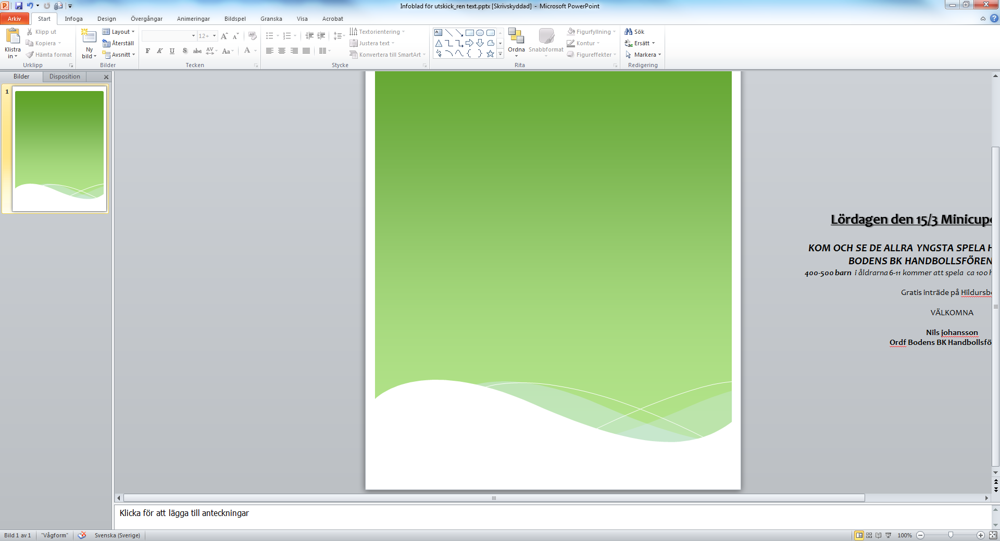 Infoblad för utskick_ren text.pptx [Skrivskyddad] - Microsoft PowerPoint
Arkiv Start Infoga Design Övergångar Animeringar Bildspel Granska Visa Acrobat
Klistra in
Klipp ut
Kopiera
Hämta format
Urklipp
Ny bild
Layout
Återställ
Avsnitt
Bilder
12+
F K U S abc AV Aa A
Tecken
Textorientering
Justera text
Konvertera till SmartArt
Stycke
Ordna
Snabbformat
Figurfyllning
Kontur
Figureffekter
Rita
Sök
Ersätt
Markera
Redigering
Bilder Disposition
1
Lördagen den 15/3 Minicup
KOM OCH SE DE ALLRA YNGSTA SPELA H
BODENS BK HANDBOLLSFÖREN
400-500 barn i åldrarna 6-11 kommer att spela ca 100 h
Gratis inträde på Hildursb
VÄLKOMNA
Nils johansson
Ordf Bodens BK Handbollsfö
Klicka för att lägga till anteckningar
Bild 1 av 1 "Vågform" Svenska (Sverige) 100%